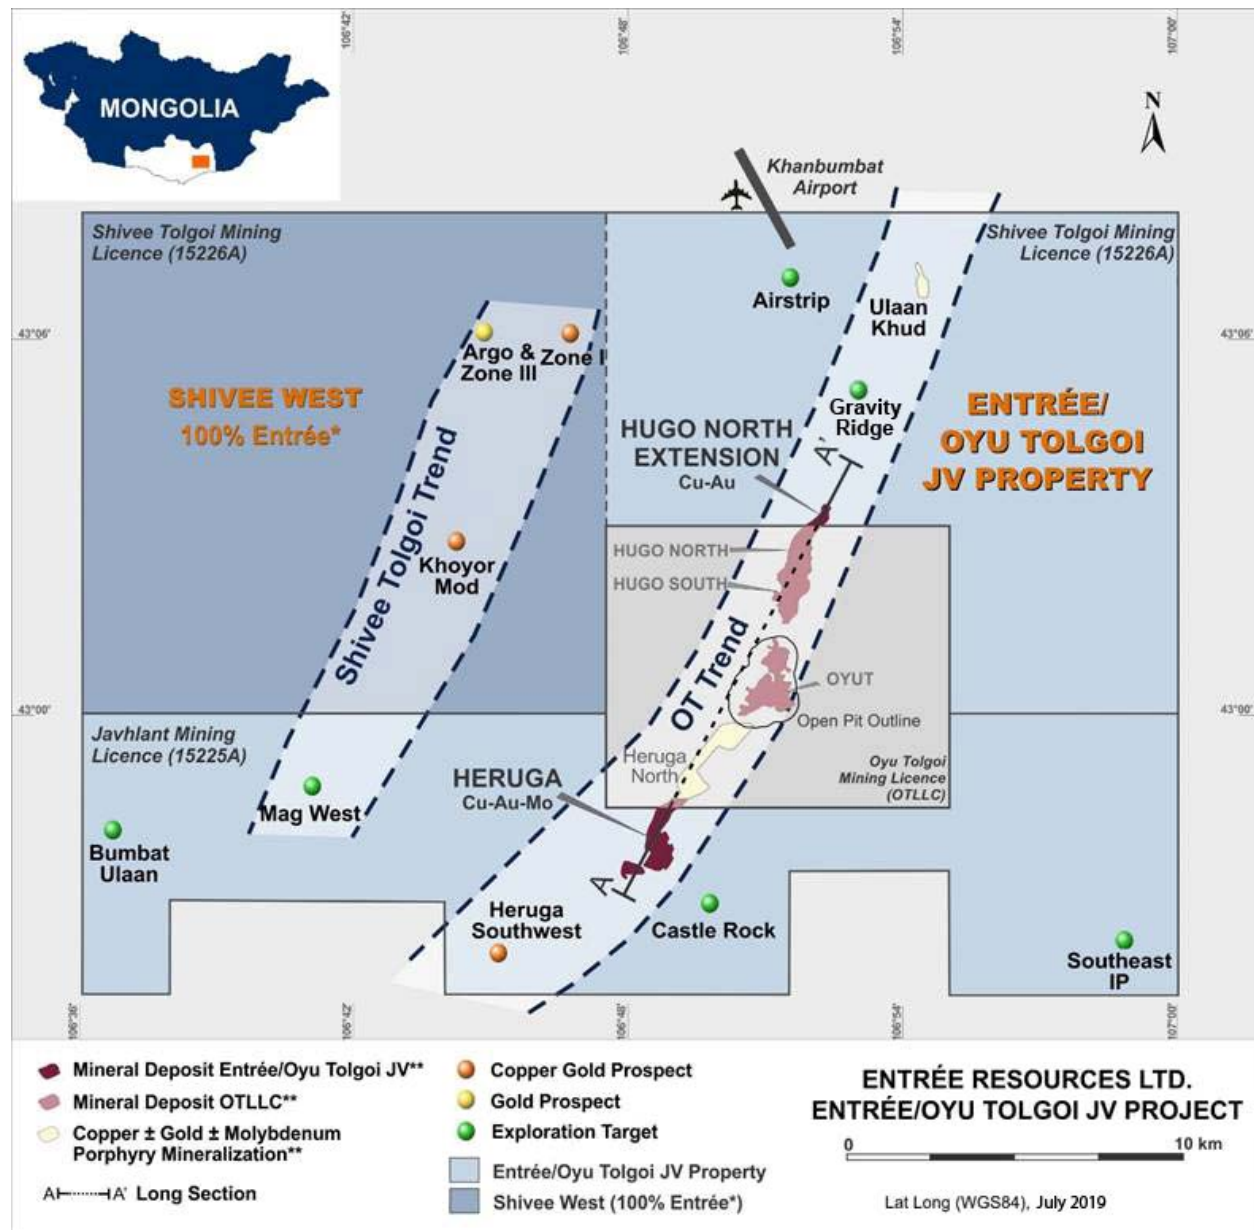 106°42'
106°48'
106°54'
107°00'
MONGOLIA
N
Khanbumbat
Airport
Shivee Tolgoi Mining
Licence (15226A)
Shivee Tolgoi Mining
Licence (15226A)
Airstrip
Ulaan
Khud
43°06'
43°06'
Argo &
Zone III
Zone I
SHIVEE WEST
100% Entrée*
Gravity
Ridge
ENTRÉE/
OYU TOLGOI
JV PROPERTY
HUGO NORTH
EXTENSION
Cu-Au
A'
Shivee Tolgoi Trend
Khoyor
Mod
HUGO NORTH
HUGO SOUTH
OT Trend
OYUT
Open Pit Outline
43°00'
43°00'
Javhlant Mining
Licence (15225A)
Heruga
North
Oyu Tolgoi
Mining Licence
(OTLLC)
HERUGA
Cu-Au-Mo
Mag West
Bumbat
Ulaan
A
Heruga
Southwest
Castle Rock
Southeast
IP
106°36'
106°42'
106°48'
106°54'
107°00'
Mineral Deposit Entrée/Oyu Tolgoi JV**
Mineral Deposit OTLLC**
Copper ± Gold ± Molybdenum
Porphyry Mineralization**
A A' Long Section
Copper Gold Prospect
Gold Prospect
Exploration Target
Entrée/Oyu Tolgoi JV Property
Shivee West (100% Entrée*)
ENTRÉE RESOURCES LTD.
ENTRÉE/OYU TOLGOI JV PROJECT
0 10 km
Lat Long (WGS84), July 2019